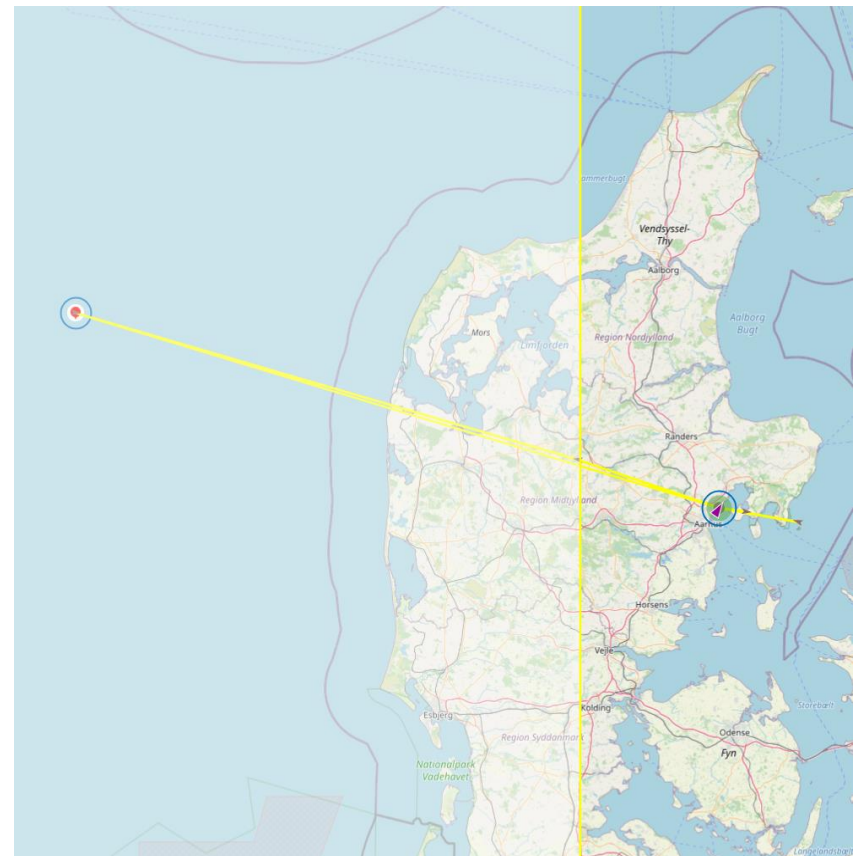 Jammerbugt
Vendsyssel-
Thy
Aalborg
Mors
Limfjorden
Aalborg
Bugt
Region Nordjylland
Randers
Region Midtjylland
Aarhus
Horsens
Vejle
Kolding
Storebælt
Esbjerg
Region Syddanmark
Odense
Fyn
Nationalpark
Vadehavet
Langelandsbælt